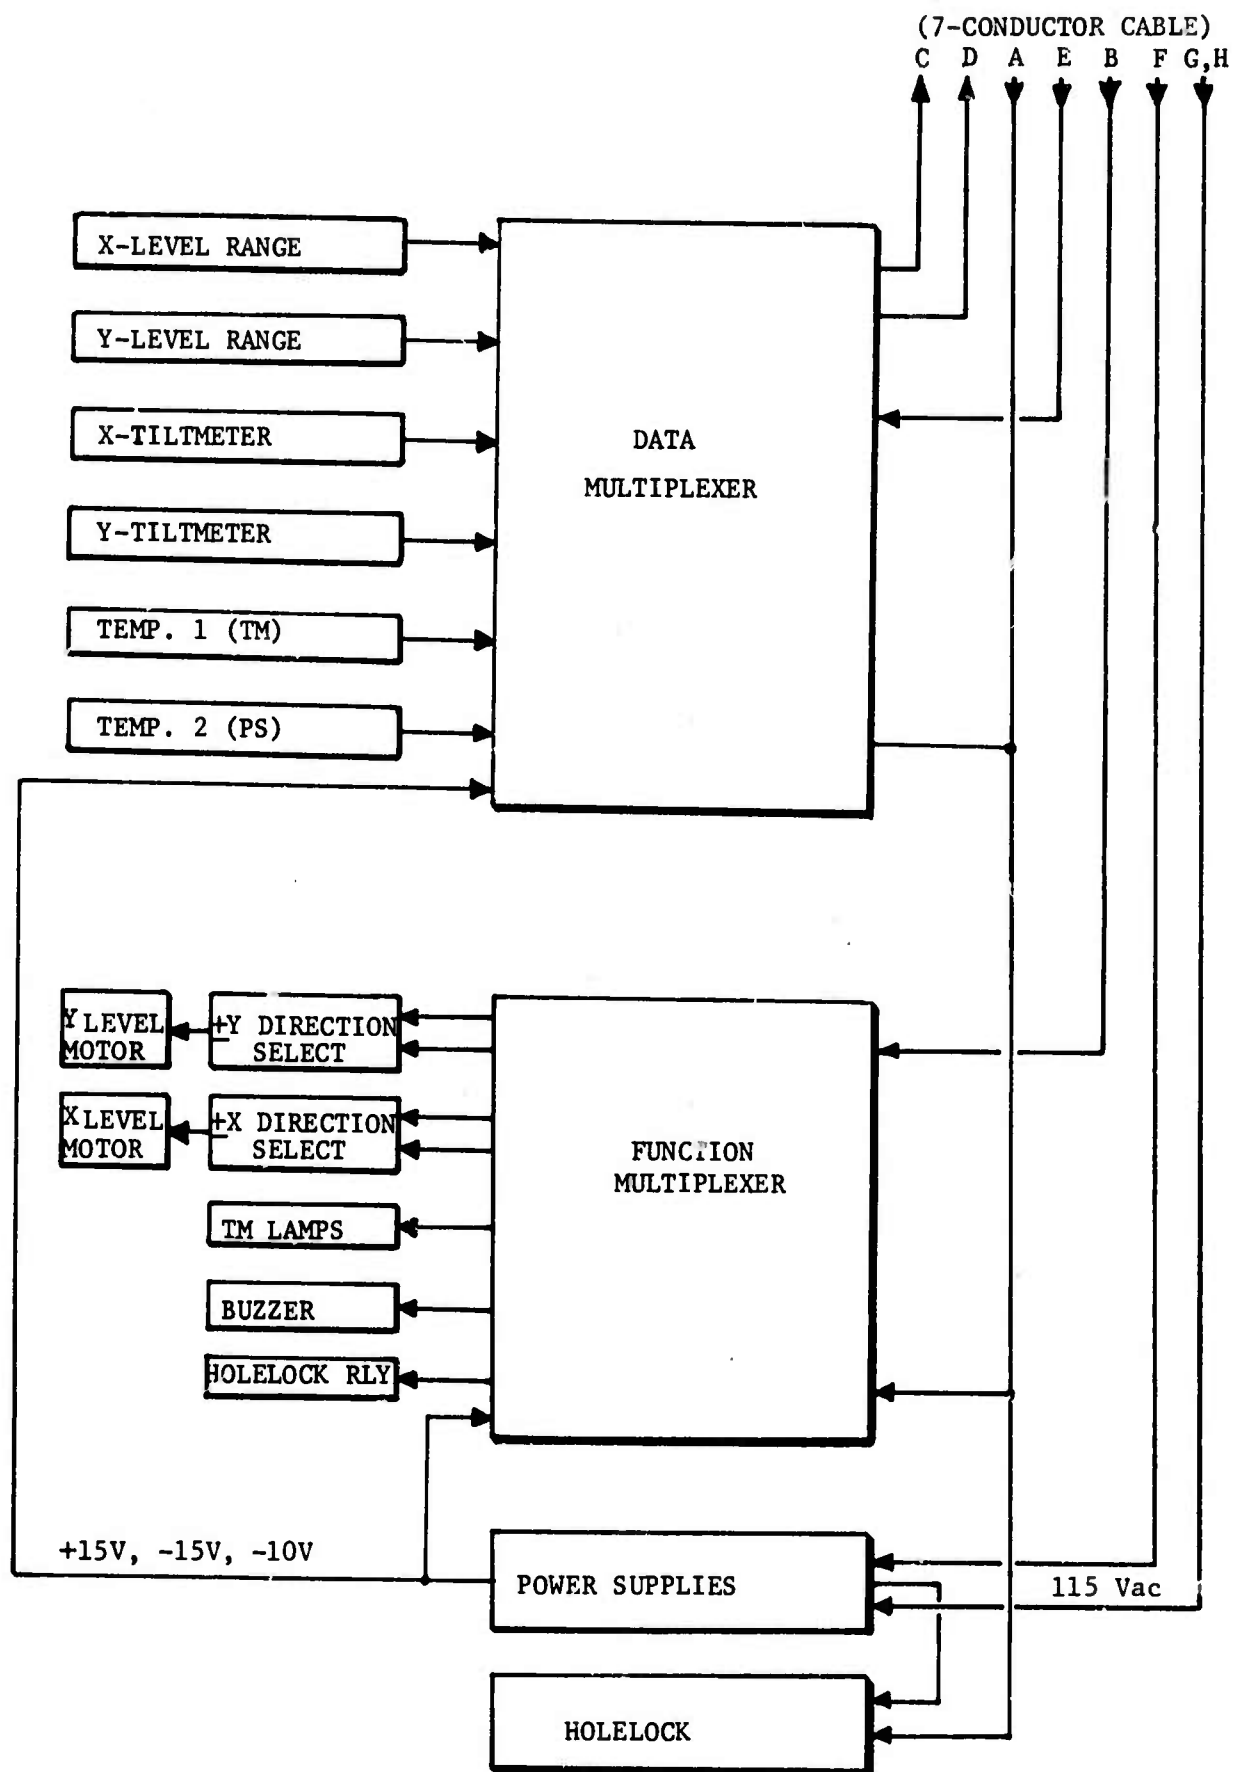 (7-CONDUCTOR CABLE)
C D A E B F G,H
X-LEVEL RANGE
Y-LEVEL RANGE
X-TILTMETER
Y-TILTMETER
TEMP. 1 (TM)
TEMP. 2 (PS)
DATA
MULTIPLEXER
Y LEVEL
MOTOR
±Y DIRECTION
SELECT
X LEVEL
MOTOR
±X DIRECTION
SELECT
TM LAMPS
BUZZER
HOLELOCK RLY
FUNCTION
MULTIPLEXER
+15V, -15V, -10V
POWER SUPPLIES
115 Vac
HOLELOCK